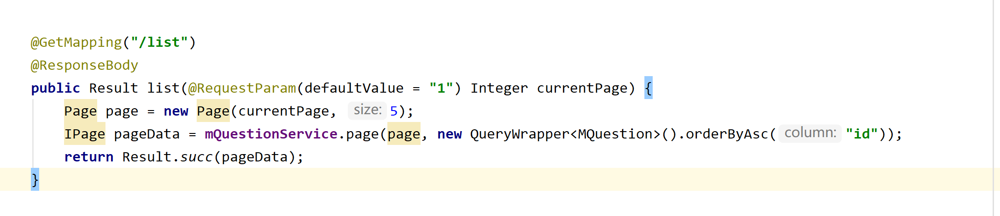 @GetMapping("/list")
@ResponseBody
public Result list(@RequestParam(defaultValue = "1") Integer currentPage) {
    Page page = new Page(currentPage, size: 5);
    IPage pageData = mQuestionService.page(page, new QueryWrapper<MQuestion>().orderByAsc( column: "id"));
    return Result.succ(pageData);
}